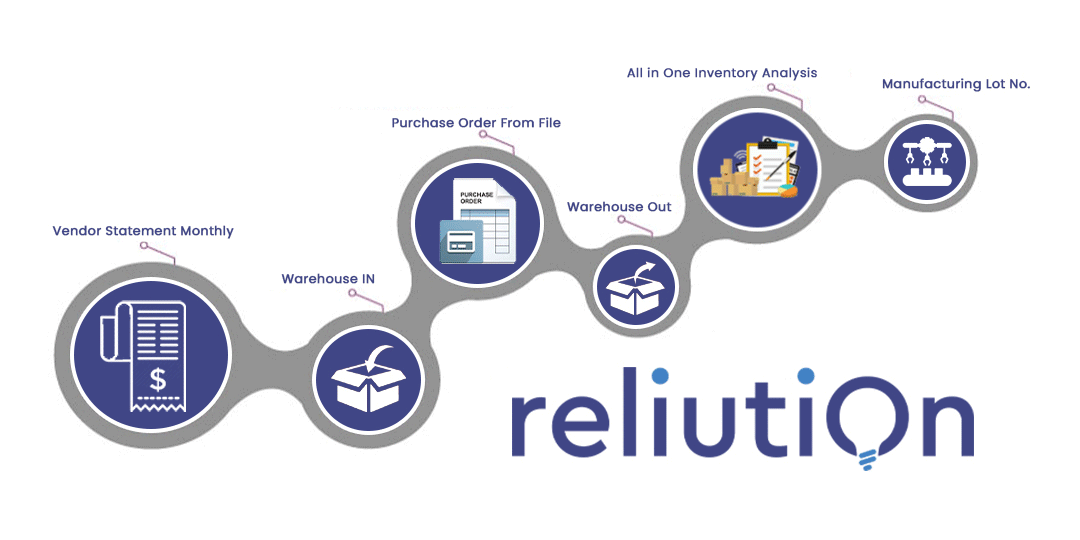 Vendor Statement Monthly
Warehouse IN
Purchase Order From File
PURCHASE
ORDER
Warehouse Out
All in One Inventory Analysis
Manufacturing Lot No.
$
reliution